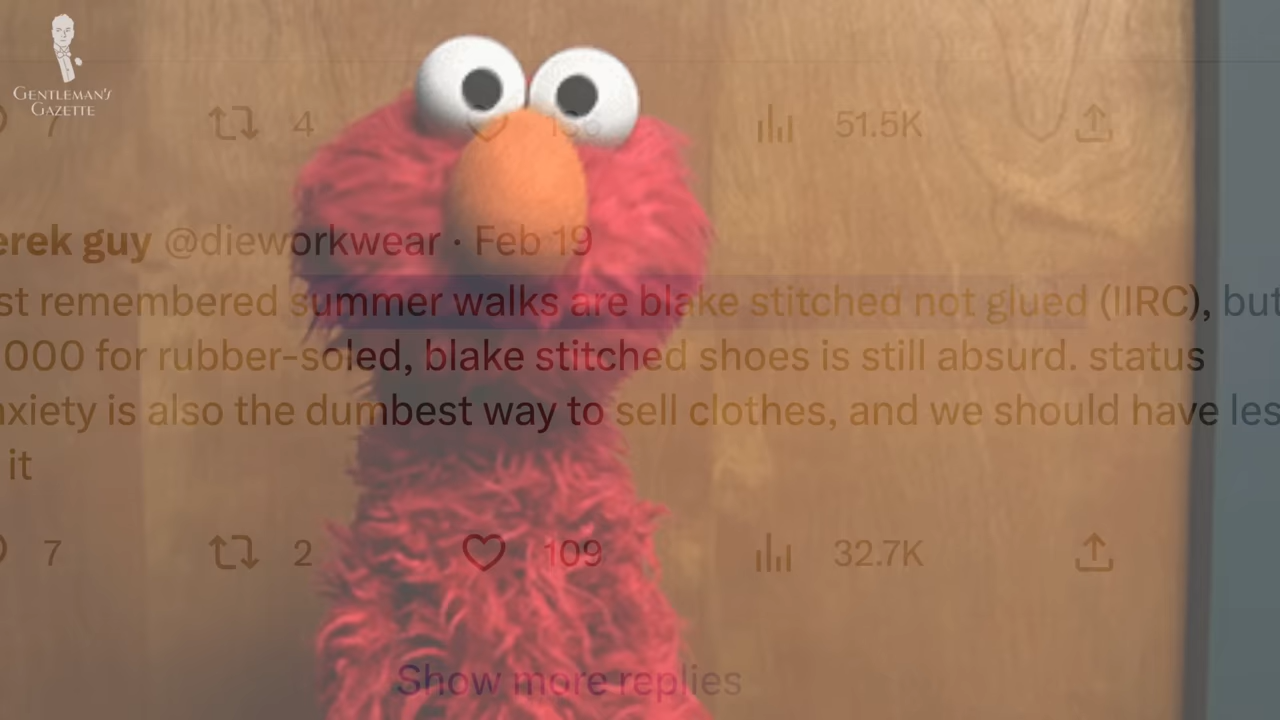 GENTLEMAN'S
GAZETTE
7 4 136 51.5K
erek guy @dieworkwear · Feb 19
st remembered summer walks are blake stitched not glued (IIRC), but
000 for rubber-soled, blake stitched shoes is still absurd. status
nxiety is also the dumbest way to sell clothes, and we should have les
it
7 2 109 32.7K
Show more replies